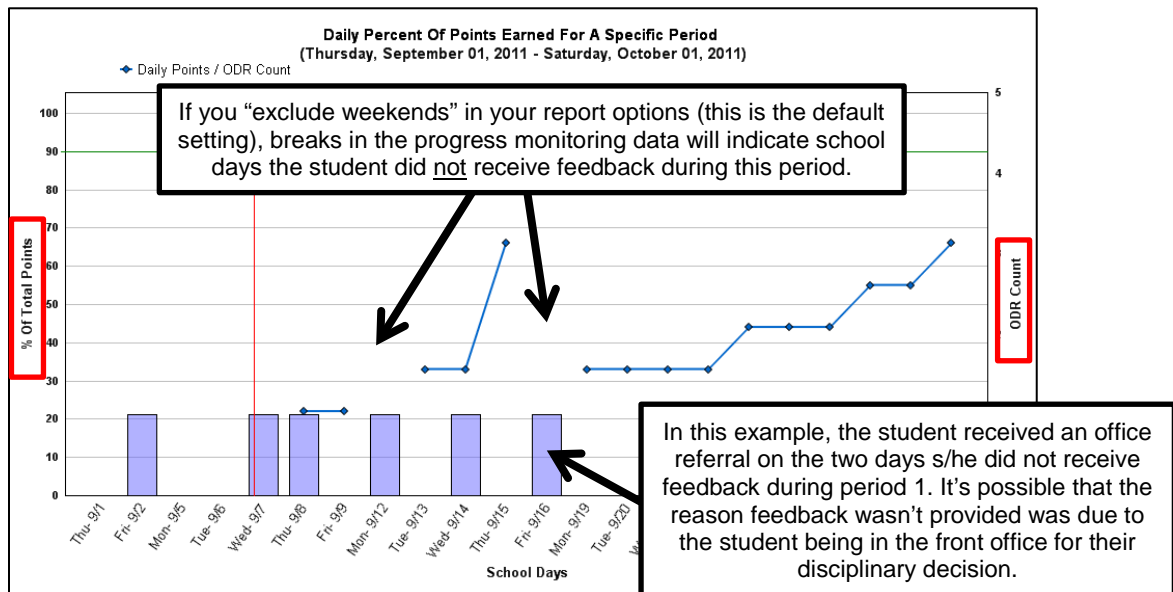 Daily Percent Of Points Earned For A Specific Period
(Thursday, September 01, 2011 - Saturday, October 01, 2011)
Daily Points / ODR Count
If you “exclude weekends” in your report options (this is the default
setting), breaks in the progress monitoring data will indicate school
days the student did not receive feedback during this period.
% Of Total Points
100
90
80
70
60
50
40
30
20
10
0
5
4
ODR Count
In this example, the student received an office
referral on the two days s/he did not receive
feedback during period 1. It’s possible that the
reason feedback wasn’t provided was due to
the student being in the front office for their
disciplinary decision.
Thu- 9/1
Fri- 9/2
Mon- 9/5
Tue- 9/6
Wed- 9/7
Thu- 9/8
Fri- 9/9
Mon- 9/12
Tue- 9/13
Wed- 9/14
Thu- 9/15
Fri- 9/16
Mon- 9/19
Tue- 9/20
School Days